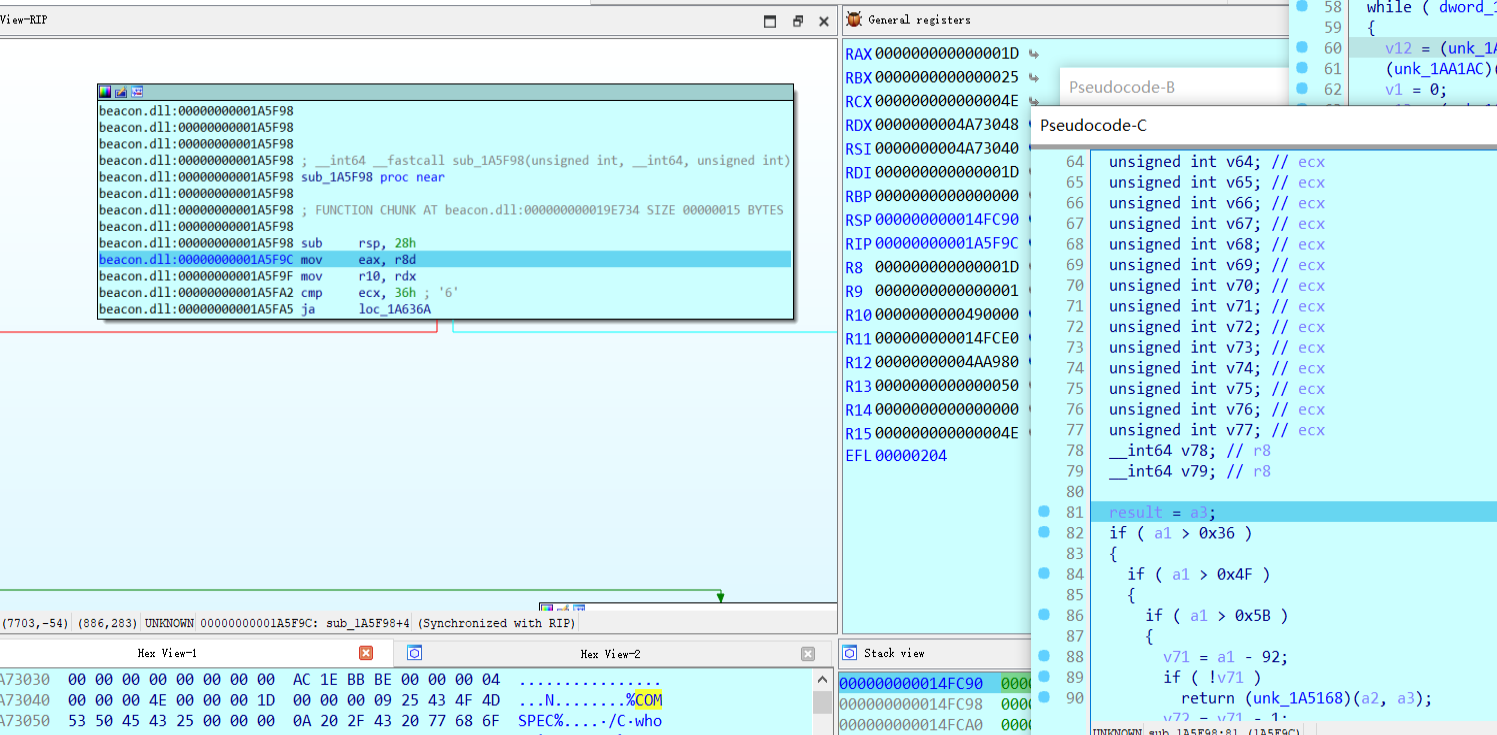 View-RIP
beacon.dll:00000000001A5F98
beacon.dll:00000000001A5F98
beacon.dll:00000000001A5F98
beacon.dll:00000000001A5F98 ; __int64 __fastcall sub_1A5F98(unsigned int, __int64, unsigned int)
beacon.dll:00000000001A5F98 sub_1A5F98 proc near
beacon.dll:00000000001A5F98
beacon.dll:00000000001A5F98 ; FUNCTION CHUNK AT beacon.dll:000000000019E734 SIZE 00000015 BYTES
beacon.dll:00000000001A5F98
beacon.dll:00000000001A5F98 sub rsp, 28h
beacon.dll:00000000001A5F9C mov eax, r8d
beacon.dll:00000000001A5F9F mov r10, rdx
beacon.dll:00000000001A5FA2 cmp ecx, 36h ; '6'
beacon.dll:00000000001A5FA5 ja loc_1A636A
(7703,-54) (886,283) UNKNOWN 00000000001A5F9C: sub_1A5F98+4 (Synchronized with RIP)
General registers
RAX 000000000000001D
RBX 0000000000000025
RCX 000000000000004E
RDX 0000000004A73048
RSI 0000000004A73040
RDI 000000000000001D
RBP 0000000000000000
RSP 000000000014FC90
RIP 00000000001A5F9C
R8 000000000000001D
R9 0000000000000001
R10 0000000000490000
R11 000000000014FCE0
R12 00000000004AA980
R13 0000000000000050
R14 0000000000000000
R15 000000000000004E
EFL 00000204
58 while ( dword_1
59 {
60 v12 = (unk_1A
61 (unk_1AA1AC)(
62 v1 = 0;
Pseudocode-B
Pseudocode-C
64 unsigned int v64; // ecx
65 unsigned int v65; // ecx
66 unsigned int v66; // ecx
67 unsigned int v67; // ecx
68 unsigned int v68; // ecx
69 unsigned int v69; // ecx
70 unsigned int v70; // ecx
71 unsigned int v71; // ecx
72 unsigned int v72; // ecx
73 unsigned int v73; // ecx
74 unsigned int v74; // ecx
75 unsigned int v75; // ecx
76 unsigned int v76; // ecx
77 unsigned int v77; // ecx
78 __int64 v78; // r8
79 __int64 v79; // r8
80
81 result = a3;
82 if ( a1 > 0x36 )
83 {
84 if ( a1 > 0x4F )
85 {
86 if ( a1 > 0x5B )
87 {
88 v71 = a1 - 92;
89 if ( !v71 )
90 return (unk_1A5168)(a2, a3);
v72 = v71 - 1;
UNKNOWN sub_1A5F98:81 (1A5F9C)
Hex View-1
Hex View-2
A73030 00 00 00 00 00 00 00 00 AC 1E BB BE 00 00 00 04 ................
A73040 00 00 00 4E 00 00 00 1D 00 00 00 09 25 43 4F 4D ...N........%COM
A73050 53 50 45 43 25 00 00 00 0A 20 2F 43 20 77 68 6F SPEC%..../C·who
Stack view
000000000014FC90 0000
000000000014FC98 0000
000000000014FCA0 0000